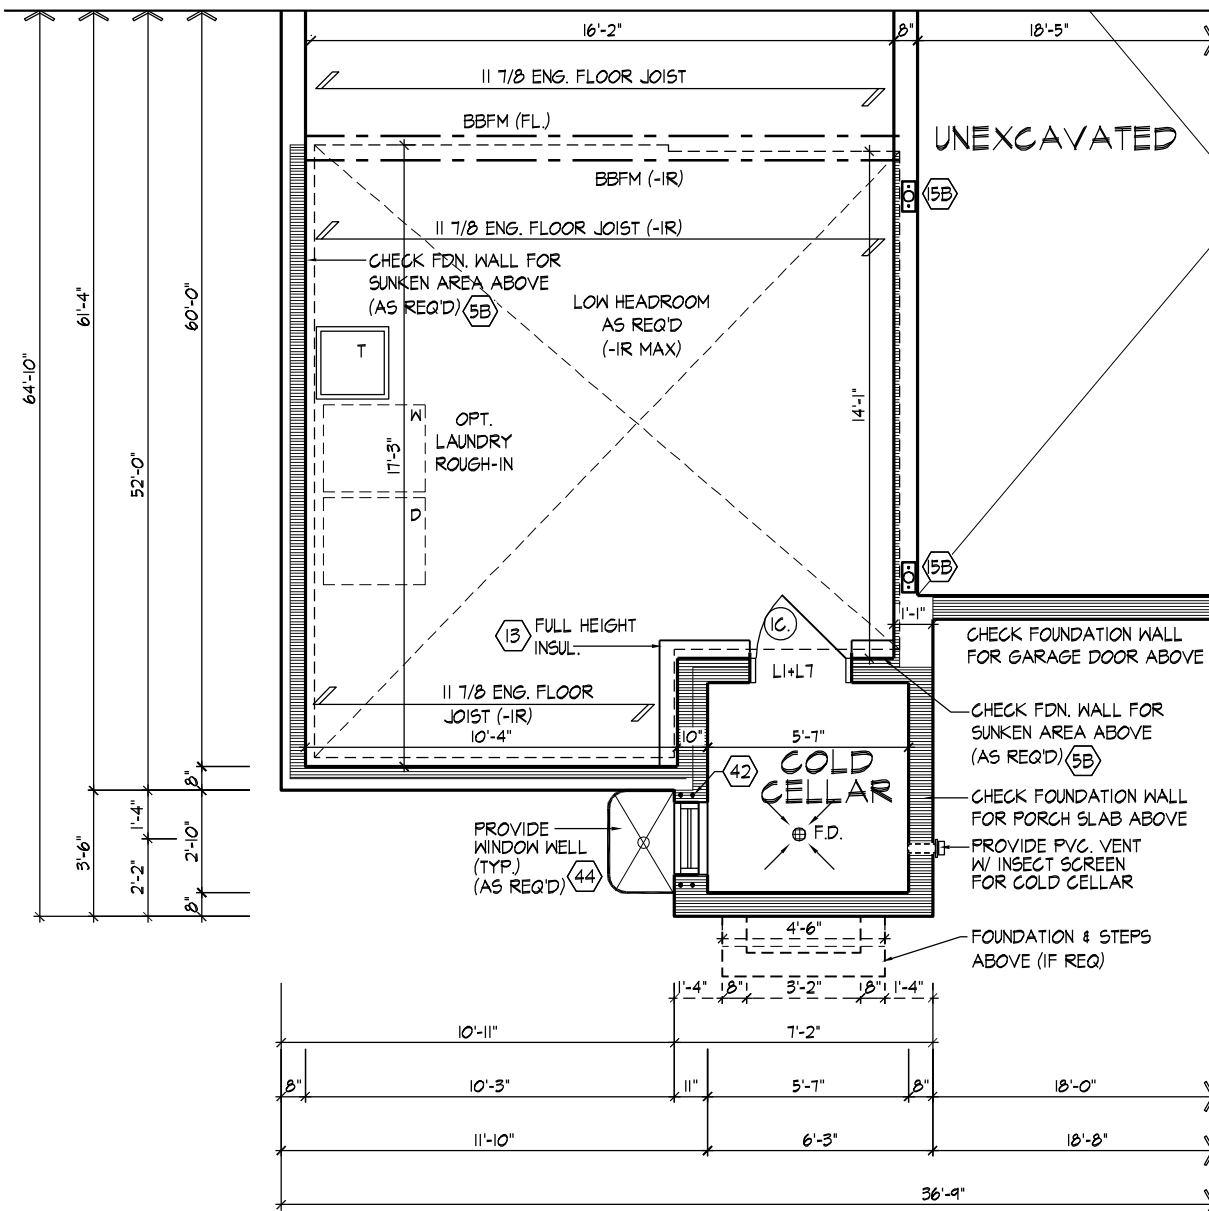 16'-2"
8"
18'-5"
11 7/8 ENG. FLOOR JOIST
BBFM (FL.)
UNEXCAVATED
BBFM (-1R)
15B
11 7/8 ENG. FLOOR JOIST (-1R)
CHECK FDN. WALL FOR
SUNKEN AREA ABOVE
(AS REQ'D)
5B
LOW HEADROOM
AS REQ'D
(-1R MAX)
61'-4"
60'-0"
64'-10"
52'-0"
T
W
OPT.
LAUNDRY
ROUGH-IN
17'-3"
14'-1"
D
15B
1'-1"
13
FULL HEIGHT
INSUL.
1C.
CHECK FOUNDATION WALL
FOR GARAGE DOOR ABOVE
L1+L7
11 7/8 ENG. FLOOR
JOIST (-1R)
10'-4"
10"
5'-7"
CHECK FDN. WALL FOR
SUNKEN AREA ABOVE
(AS REQ'D)
5B
42
COLD
CELLAR
8"
1'-4"
2'-10"
3'-6"
2'-2"
8"
PROVIDE
WINDOW WELL
(TYP.)
(AS REQ'D)
44
F.D.
CHECK FOUNDATION WALL
FOR PORCH SLAB ABOVE
PROVIDE PVC. VENT
W/ INSECT SCREEN
FOR COLD CELLAR
4'-6"
FOUNDATION & STEPS
ABOVE (IF REQ)
1'-4"
8"
3'-2"
8"
1'-4"
10'-11"
7'-2"
8"
10'-3"
11"
5'-7"
8"
18'-0"
11'-10"
6'-3"
18'-8"
36'-9"